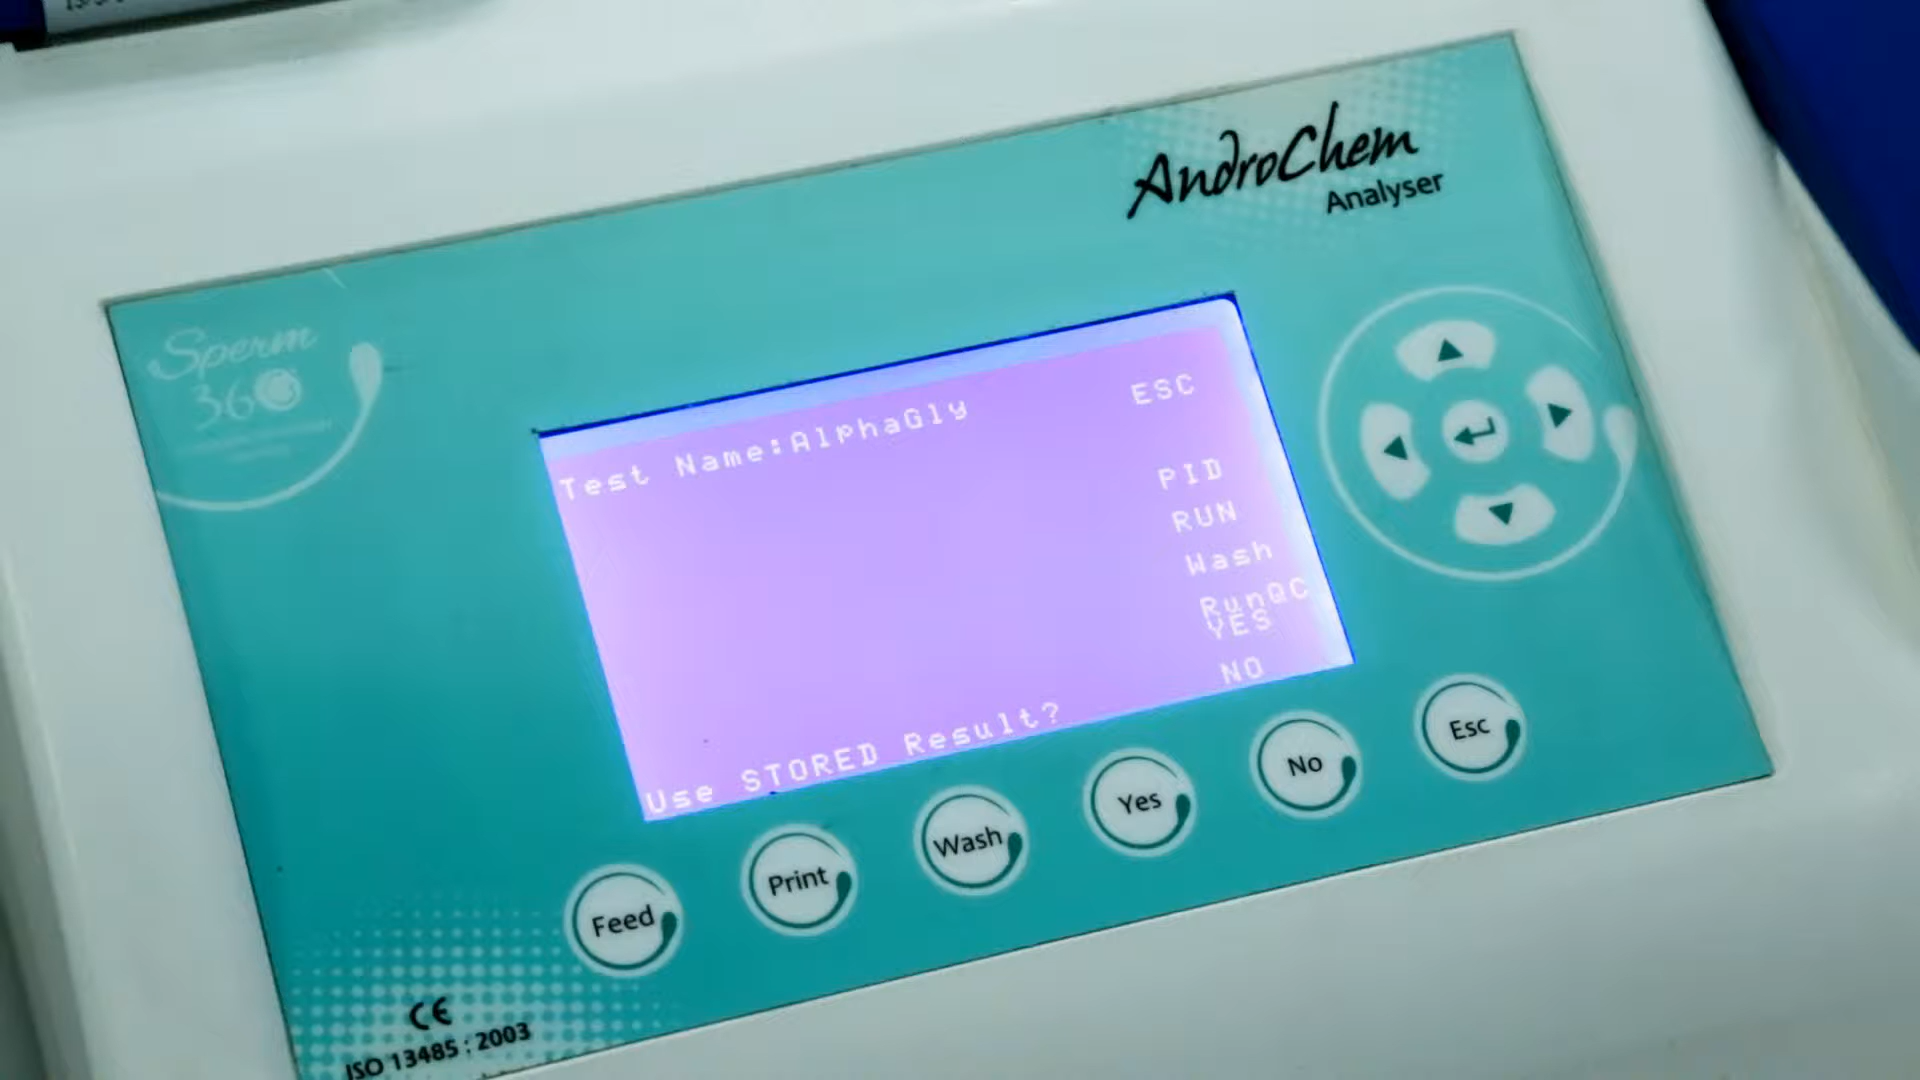 AndroChem
Analyser
Sperm
360
Test Name:AlphaGly
ESC
PID
RUN
Wash
RunQC
YES
NO
Use STORED Result?
Feed
Print
Wash
Yes
No
Esc
CE
ISO 13485 : 2003